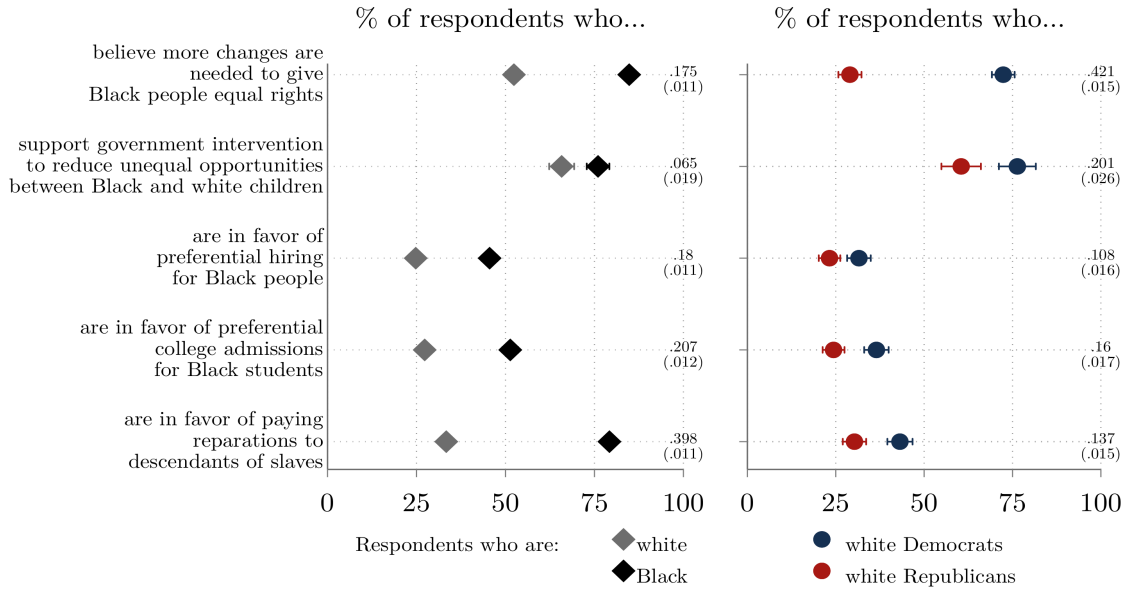 % of respondents who...
% of respondents who...
believe more changes are
needed to give
Black people equal rights
.175
(.011)
.421
(.015)
support government intervention
to reduce unequal opportunities
between Black and white children
.065
(.019)
.201
(.026)
are in favor of
preferential hiring
for Black people
.18
(.011)
.108
(.016)
are in favor of preferential
college admissions
for Black students
.207
(.012)
.16
(.017)
are in favor of paying
reparations to
descendants of slaves
.398
(.011)
.137
(.015)
0 25 50 75 100
0 25 50 75 100
Respondents who are:
white
Black
white Democrats
white Republicans